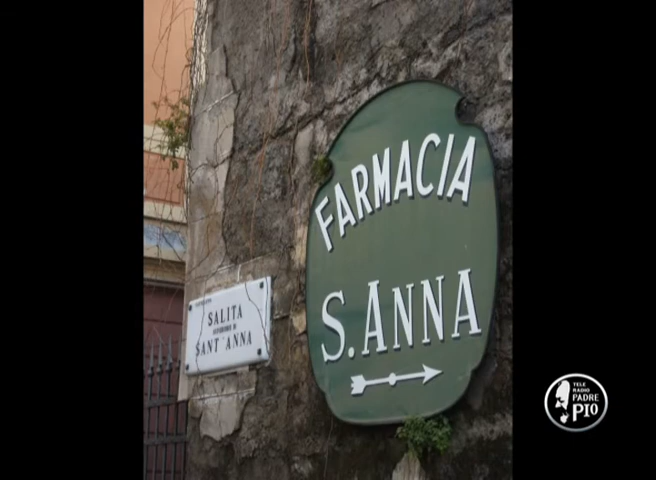 FARMACIA
S. ANNA
SALITA
SANT'ANNA
TELE
RADIO
PADRE
PIO